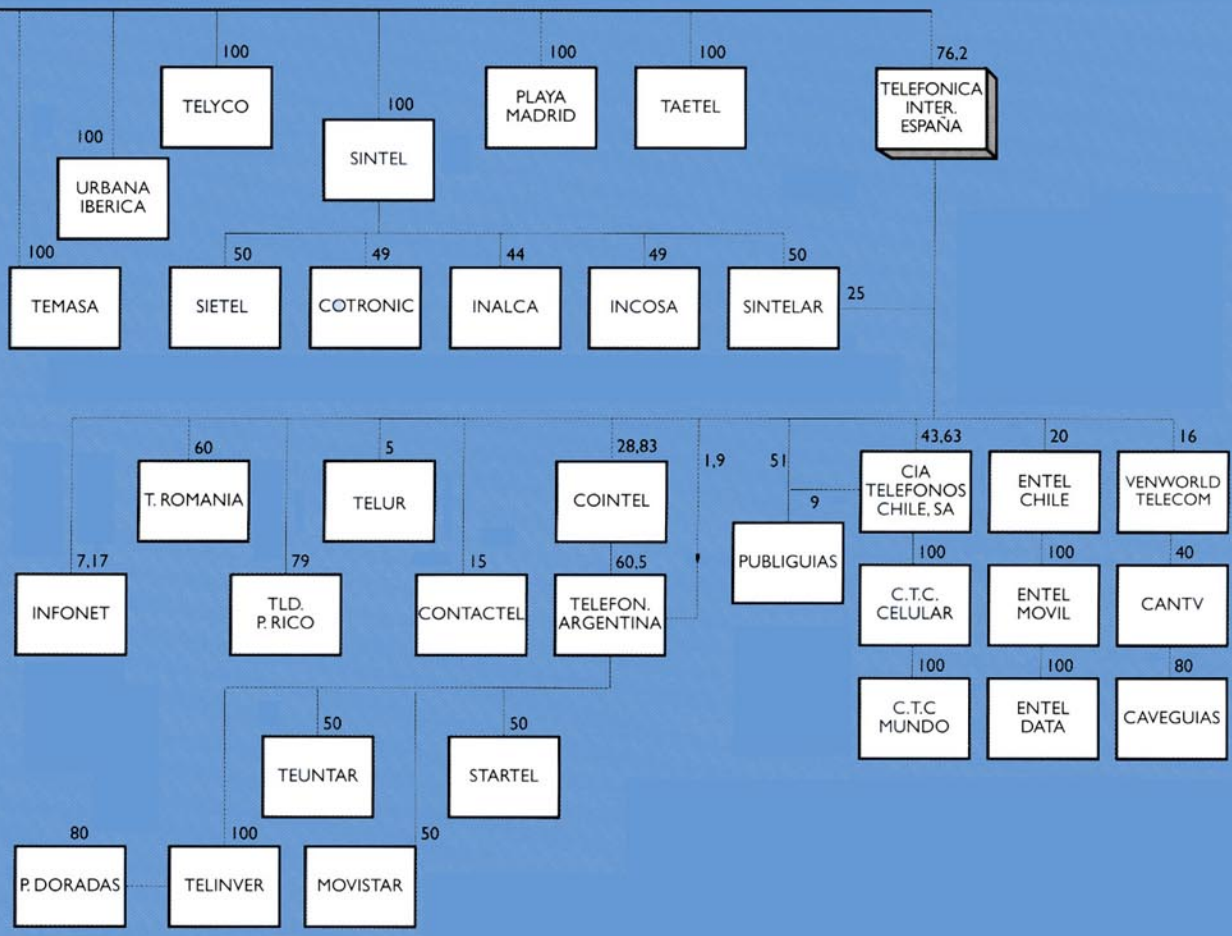 100
TELYCO
100
URBANA
IBERICA
100
SINTEL
100
PLAYA
MADRID
100
TAETEL
76,2
TELEFONICA
INTER.
ESPAÑA
100
TEMASA
50
SIETEL
49
COTRONIC
44
INALCA
49
INCOSA
50
SINTELAR
25
60
T. ROMANIA
5
TELUR
28,83
COINTEL
1,9
51
9
PUBLIGUIAS
43,63
CIA
TELEFONOS
CHILE, SA
20
ENTEL
CHILE
16
VENWORLD
TELECOM
7,17
INFONET
79
TLD.
P. RICO
15
CONTACTEL
60,5
TELEFON.
ARGENTINA
100
C.T.C.
CELULAR
100
ENTEL
MOVIL
40
CANTV
100
C.T.C
MUNDO
100
ENTEL
DATA
80
CAVEGUIAS
50
TEUNTAR
50
STARTEL
80
P. DORADAS
100
TELINVER
50
MOVISTAR